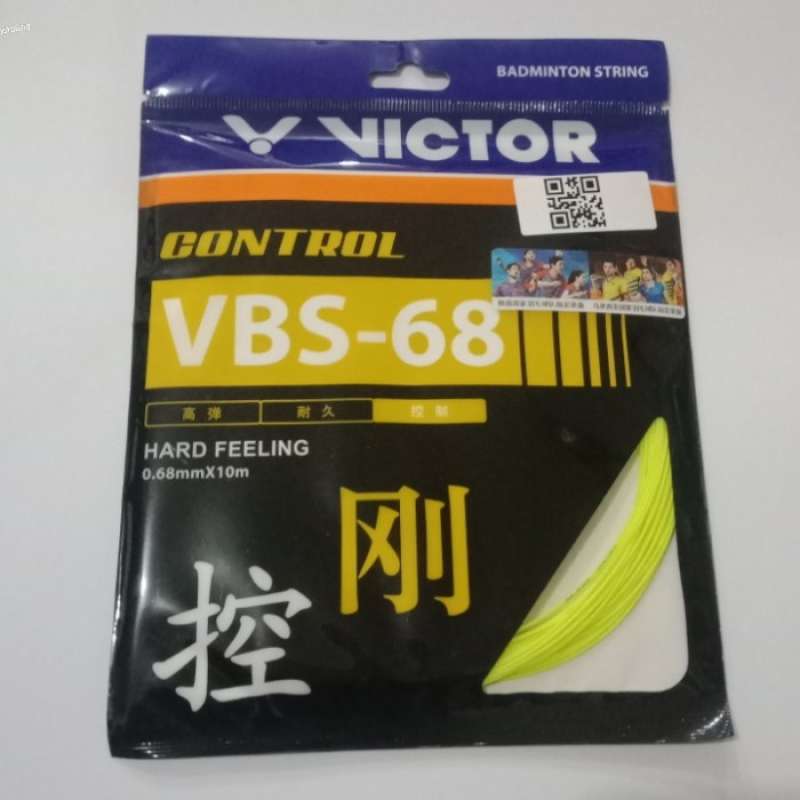 BADMINTON STRING
VICTOR
CONTROL
VBS-68
高弹 耐久 控制
HARD FEELING
0.68mmX10m
刚
控